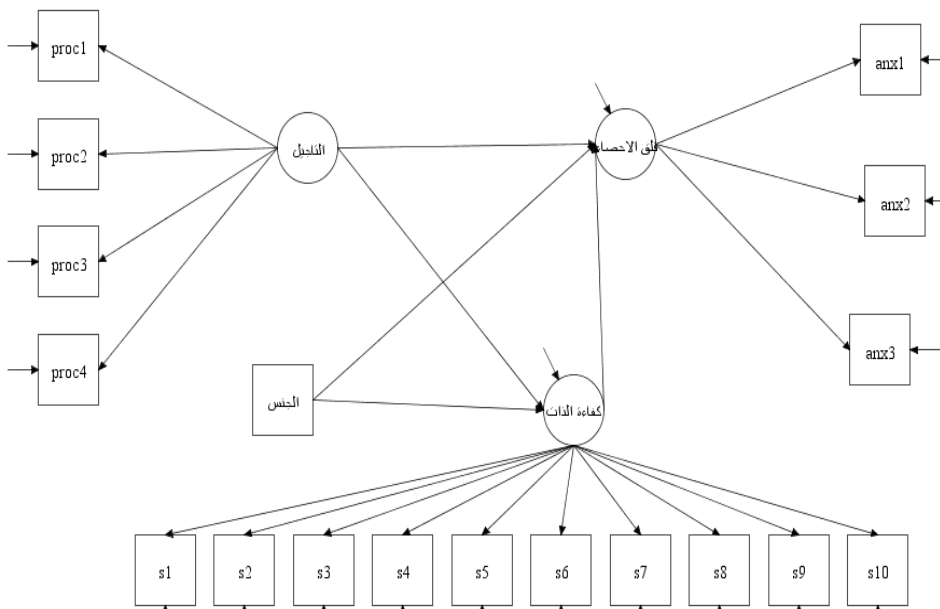 proc1
anx1
proc2
التاجيل
قلق الاحصاء
anx2
proc3
proc4
anx3
الجنس
كفاءة الذات
s1
s2
s3
s4
s5
s6
s7
s8
s9
s10